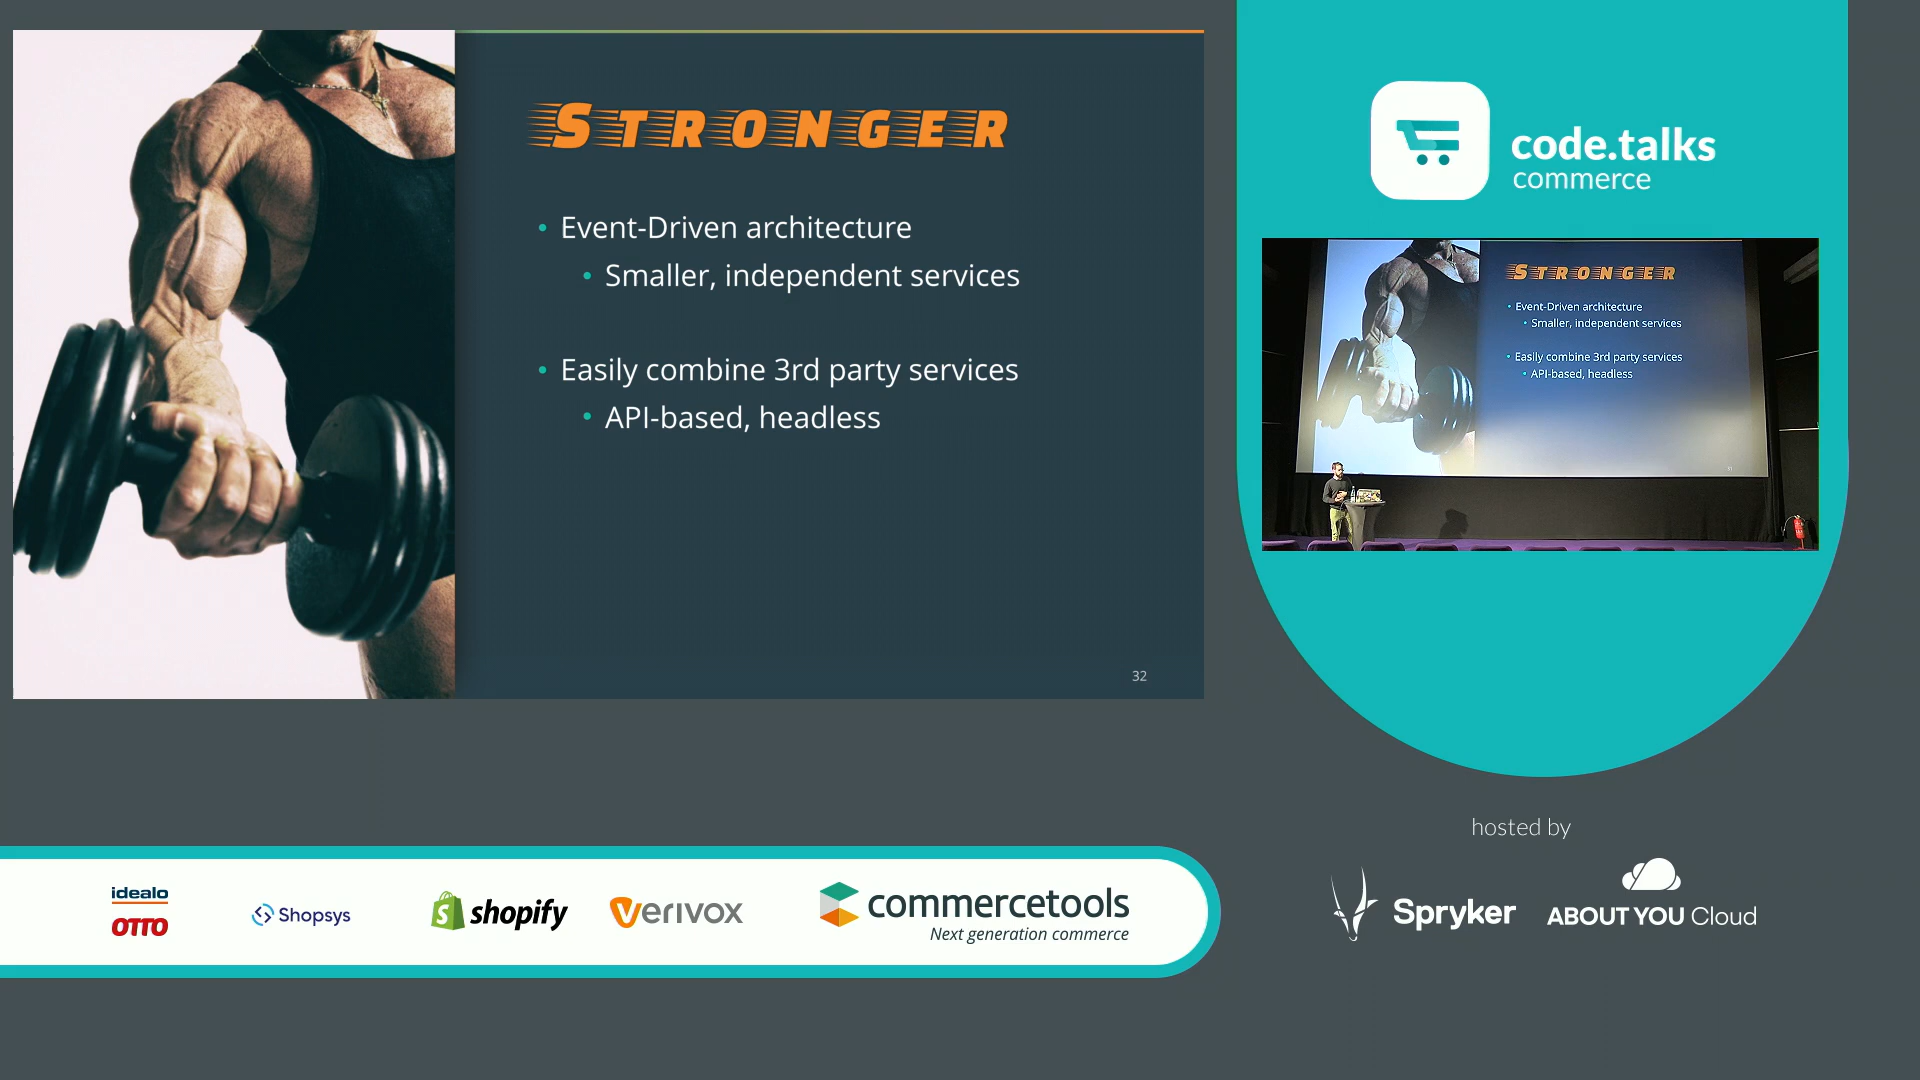 STRONGER
• Event-Driven architecture
• Smaller, independent services
• Easily combine 3rd party services
• API-based, headless
32
code.talks
commerce
STRONGER
• Event-Driven architecture
• Smaller, independent services
• Easily combine 3rd party services
• API-based, headless
hosted by
Spryker
ABOUT YOU Cloud
idealo
OTTO
Shopsys
shopify
Verivox
commercetools
Next generation commerce